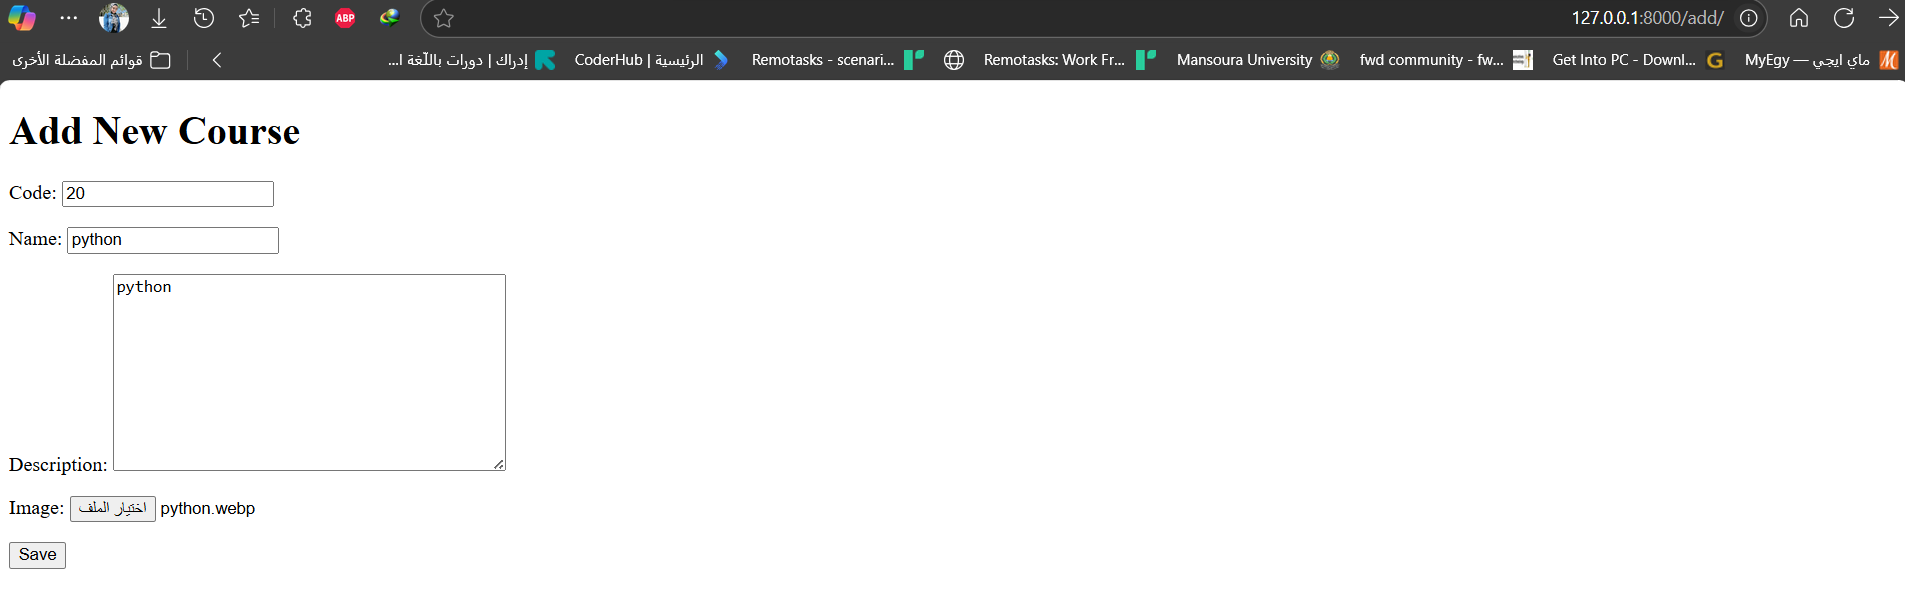 ABP
127.0.0.1:8000/add/
قوائم المفضلة الأخرى
إدراك | دورات باللّغة ا...
CoderHub | الرئيسية
Remotasks - scenari...
Remotasks: Work Fr...
Mansoura University
fwd community - fw...
Get Into PC - Downl...
MyEgy — ماي ايجي
Add New Course
Code: 20
Name: python
Description: python
Image: اختيار الملف python.webp
Save